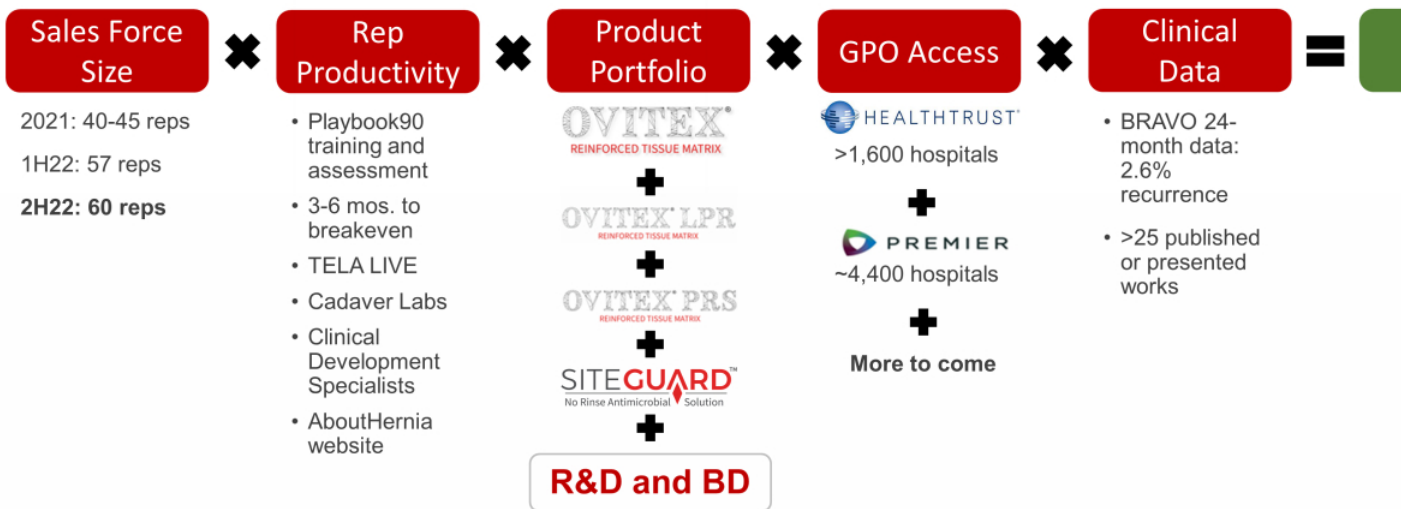 Sales Force
Size
Rep
Productivity
Product
Portfolio
GPO Access
Clinical
Data
2021: 40-45 reps
1H22: 57 reps
2H22: 60 reps
• Playbook90
training and
assessment
• 3-6 mos. to
breakeven
• TELA LIVE
• Cadaver Labs
• Clinical
Development
Specialists
• AboutHernia
website
OVITEX®
REINFORCED TISSUE MATRIX
OVITEX® LPR
REINFORCED TISSUE MATRIX
OVITEX® PRS
REINFORCED TISSUE MATRIX
SITEGUARD™
No Rinse Antimicrobial Solution
R&D and BD
HEALTHTRUST®
>1,600 hospitals
PREMIER
~4,400 hospitals
More to come
• BRAVO 24-
month data:
2.6%
recurrence
• >25 published
or presented
works